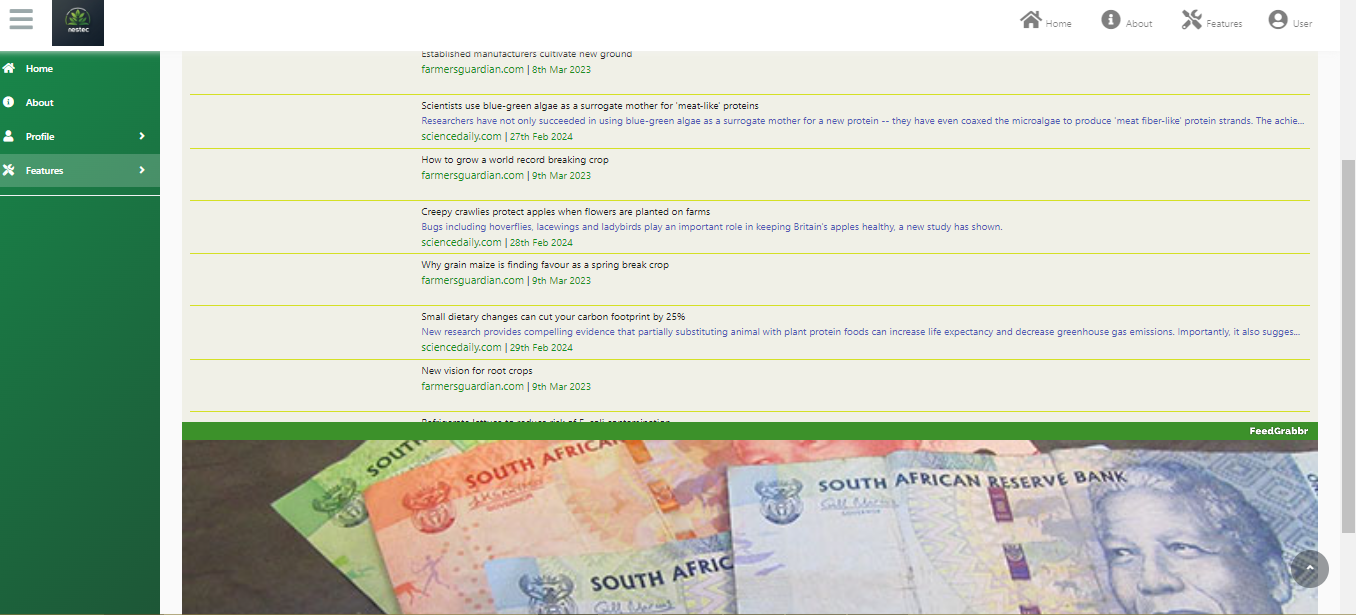 nestec
Home
About
Features
User
Home
About
Profile
Features
Established manufacturers cultivate new ground
farmersguardian.com | 8th Mar 2023
Scientists use blue-green algae as a surrogate mother for 'meat-like' proteins
Researchers have not only succeeded in using blue-green algae as a surrogate mother for a new protein -- they have even coaxed the microalgae to produce 'meat fiber-like' protein strands. The achie...
sciencedaily.com | 27th Feb 2024
How to grow a world record breaking crop
farmersguardian.com | 9th Mar 2023
Creepy crawlies protect apples when flowers are planted on farms
Bugs including hoverflies, lacewings and ladybirds play an important role in keeping Britain's apples healthy, a new study has shown.
sciencedaily.com | 28th Feb 2024
Why grain maize is finding favour as a spring break crop
farmersguardian.com | 9th Mar 2023
Small dietary changes can cut your carbon footprint by 25%
New research provides compelling evidence that partially substituting animal with plant protein foods can increase life expectancy and decrease greenhouse gas emissions. Importantly, it also sugges...
sciencedaily.com | 29th Feb 2024
New vision for root crops
farmersguardian.com | 9th Mar 2023
Refrigerate lettuce to reduce risk of E. coli contamination
FeedGrabbr
SOUTH AFRICAN
SOUTH AFRICAN
SOUTH AFRICAN RESERVE BANK
GOVERNOR
SOUTH AFRIC